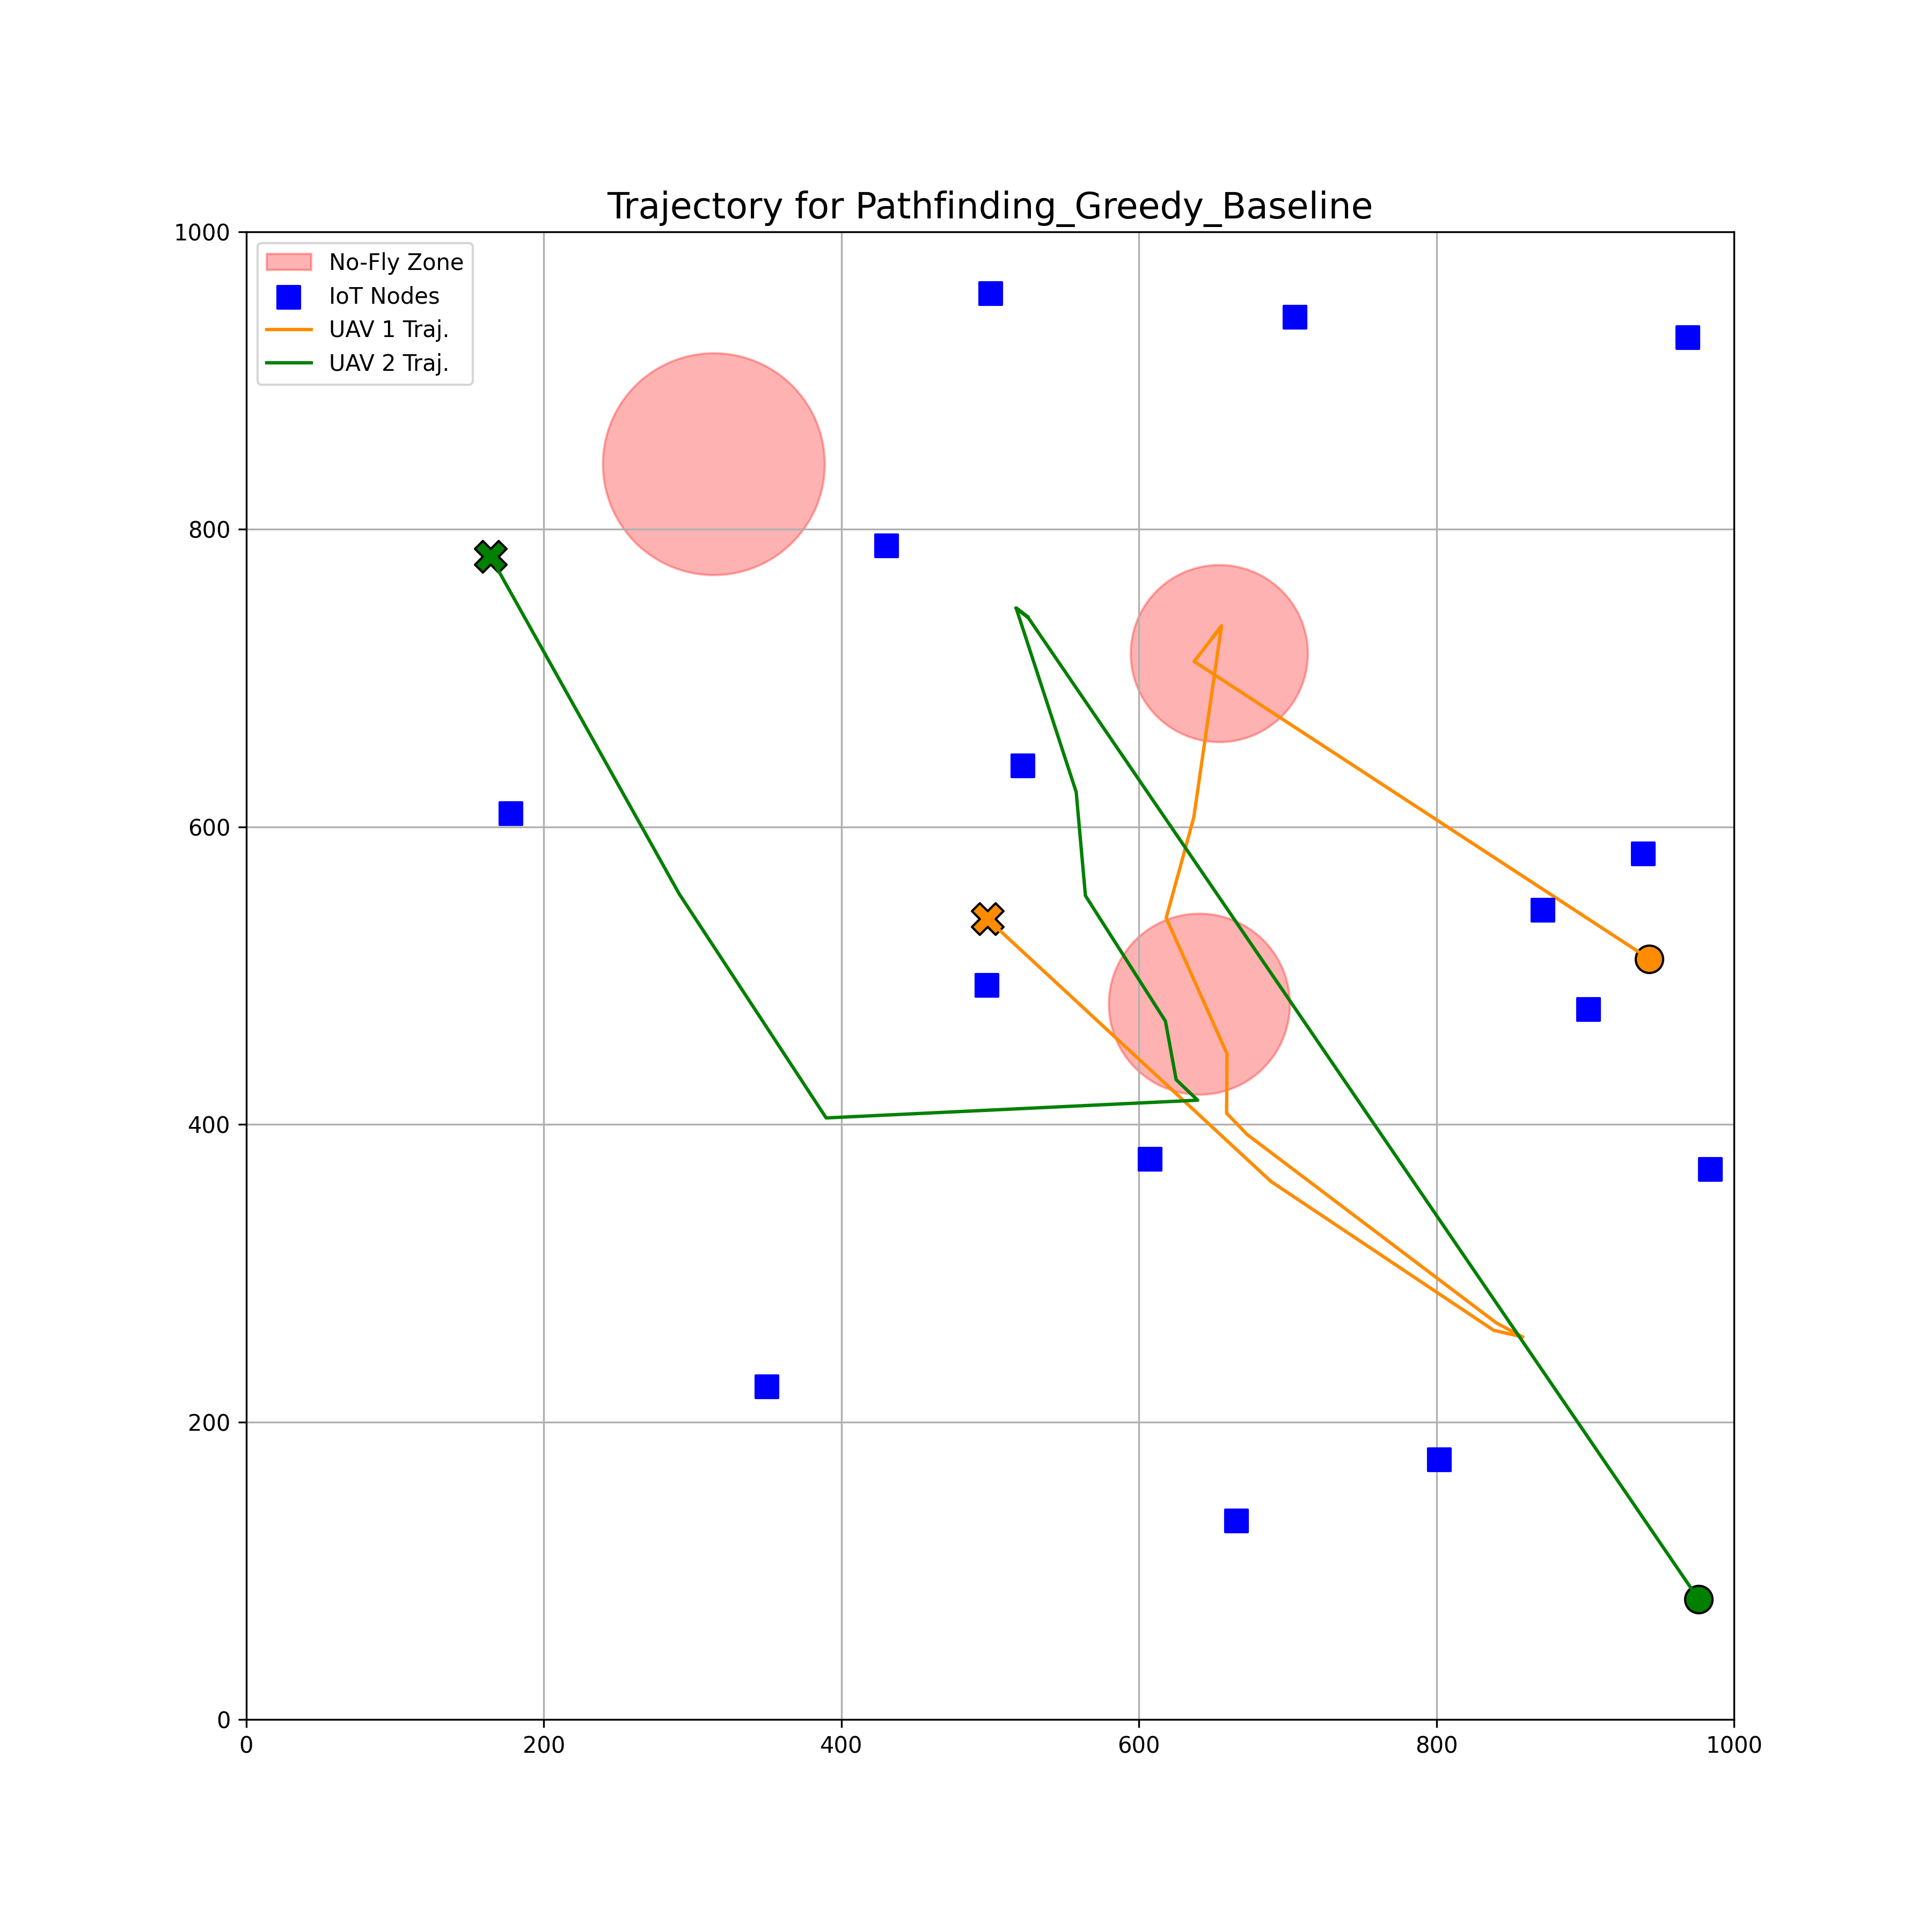 Trajectory for Pathfinding_Greedy_Baseline
No-Fly Zone
IoT Nodes
UAV 1 Traj.
UAV 2 Traj.
1000
800
600
400
200
0
0 200 400 600 800 1000